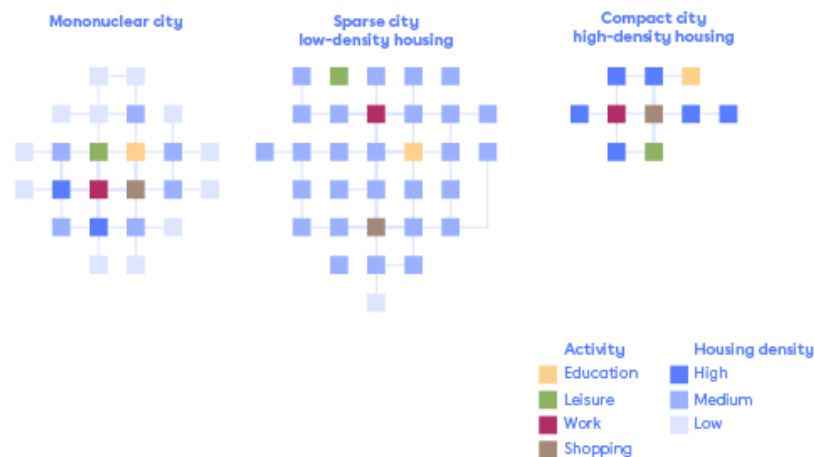 Mononuclear city
Sparse city
low-density housing
Compact city
high-density housing
Activity
Education
Leisure
Work
Shopping
Housing density
High
Medium
Low